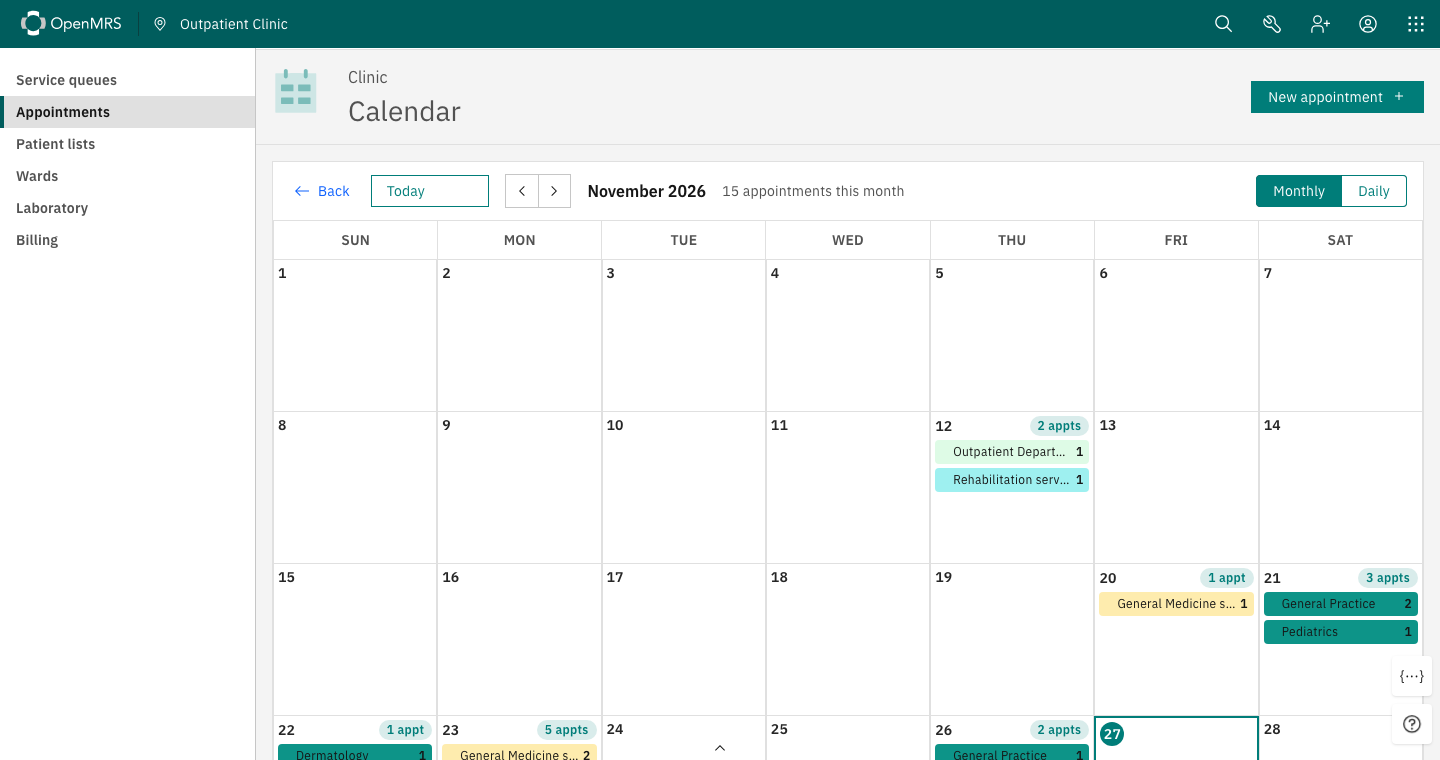 OpenMRS
Outpatient Clinic
Service queues
Appointments
Patient lists
Wards
Laboratory
Billing
Clinic
Calendar
New appointment +
Back
Today
November 2026
15 appointments this month
Monthly
Daily
SUN MON TUE WED THU FRI SAT
1 2 3 4 5 6 7
8 9 10 11 12 2 appts 13 14
Outpatient Depart... 1
Rehabilitation serv... 1
15 16 17 18 19 20 1 appt 21 3 appts
General Medicine s... 1 General Practice 2
Pediatrics 1
{···}
22 1 appt 23 5 appts 24 25 26 2 appts 27 28
Dermatology 1 General Medicine s... 2 General Practice 1